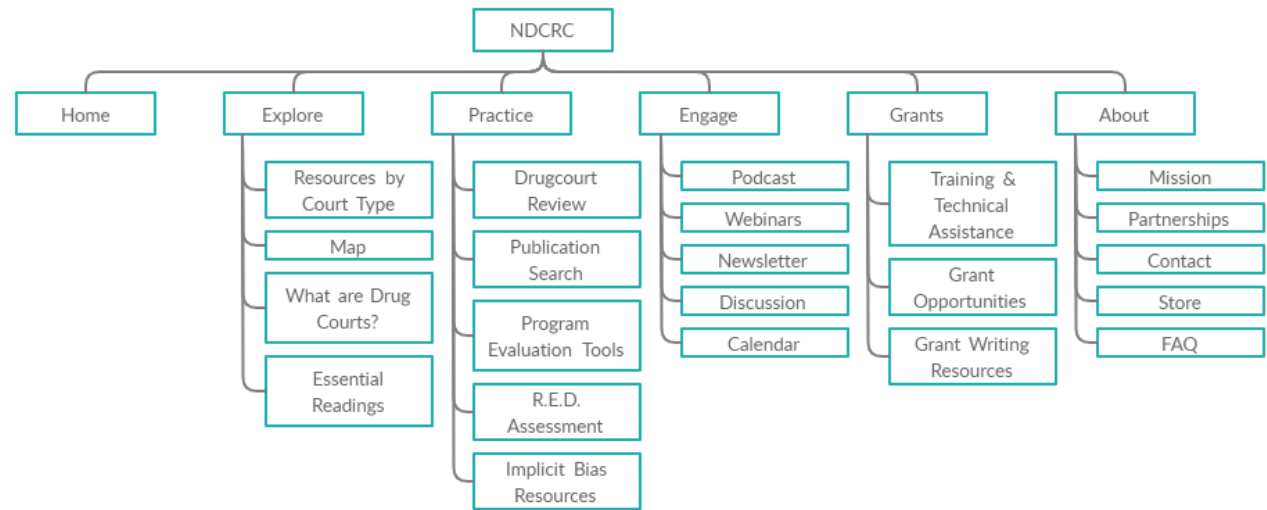 NDCRC
Home
Explore
Practice
Engage
Grants
About
Resources by
Court Type
Map
What are Drug
Courts?
Essential
Readings
Drugcourt
Review
Publication
Search
Program
Evaluation Tools
R.E.D.
Assessment
Implicit Bias
Resources
Podcast
Webinars
Newsletter
Discussion
Calendar
Training &
Technical
Assistance
Grant
Opportunities
Grant Writing
Resources
Mission
Partnerships
Contact
Store
FAQ